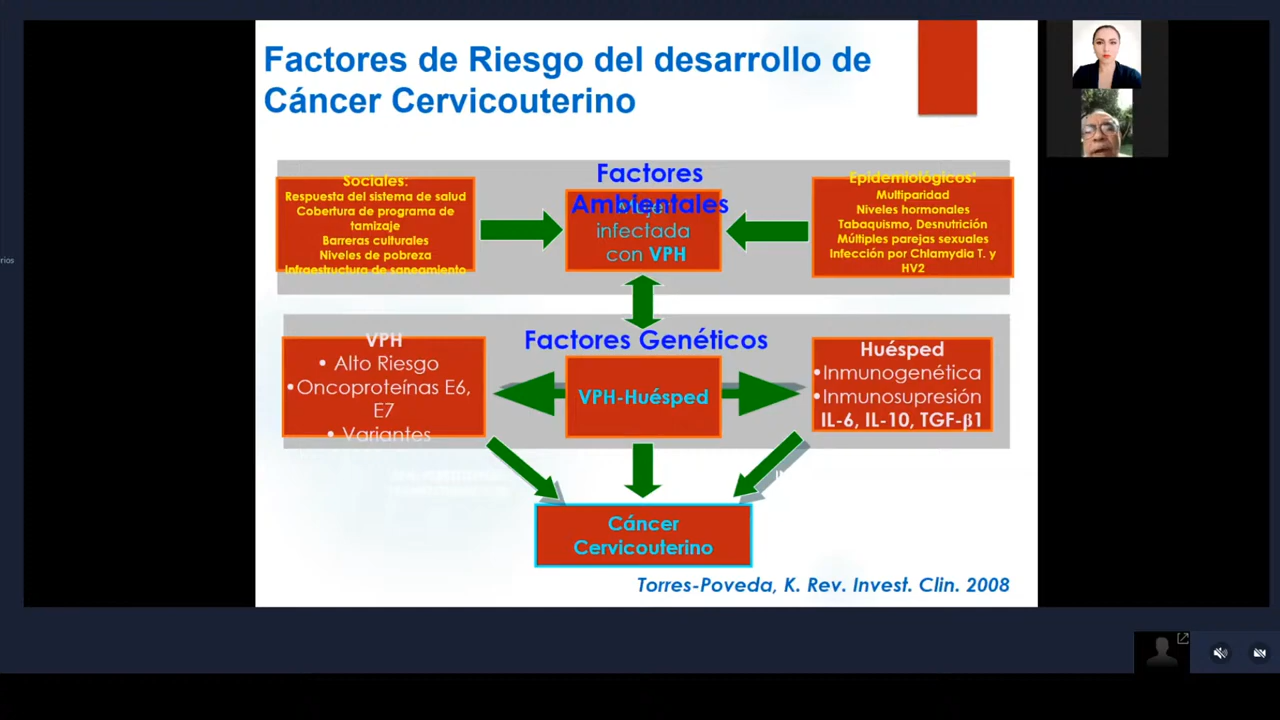 Factores de Riesgo del desarrollo de
Cáncer Cervicouterino
Factores
Ambientales
Sociales:
Respuesta del sistema de salud
Cobertura de programa de
tamizaje
Barreras culturales
Niveles de pobreza
Infraestructura de saneamiento
Mujer
infectada
con VPH
Epidemiológicos:
Multiparidad
Niveles hormonales
Tabaquismo, Desnutrición
Múltiples parejas sexuales
Infección por Chlamydia T. y
HV2
rios
Factores Genéticos
VPH
• Alto Riesgo
•Oncoproteínas E6,
E7
• Variantes
VPH-Huésped
Huésped
•Inmunogenética
•Inmunosupresión
IL-6, IL-10, TGF-β1
Cáncer
Cervicouterino
Torres-Poveda, K. Rev. Invest. Clin. 2008